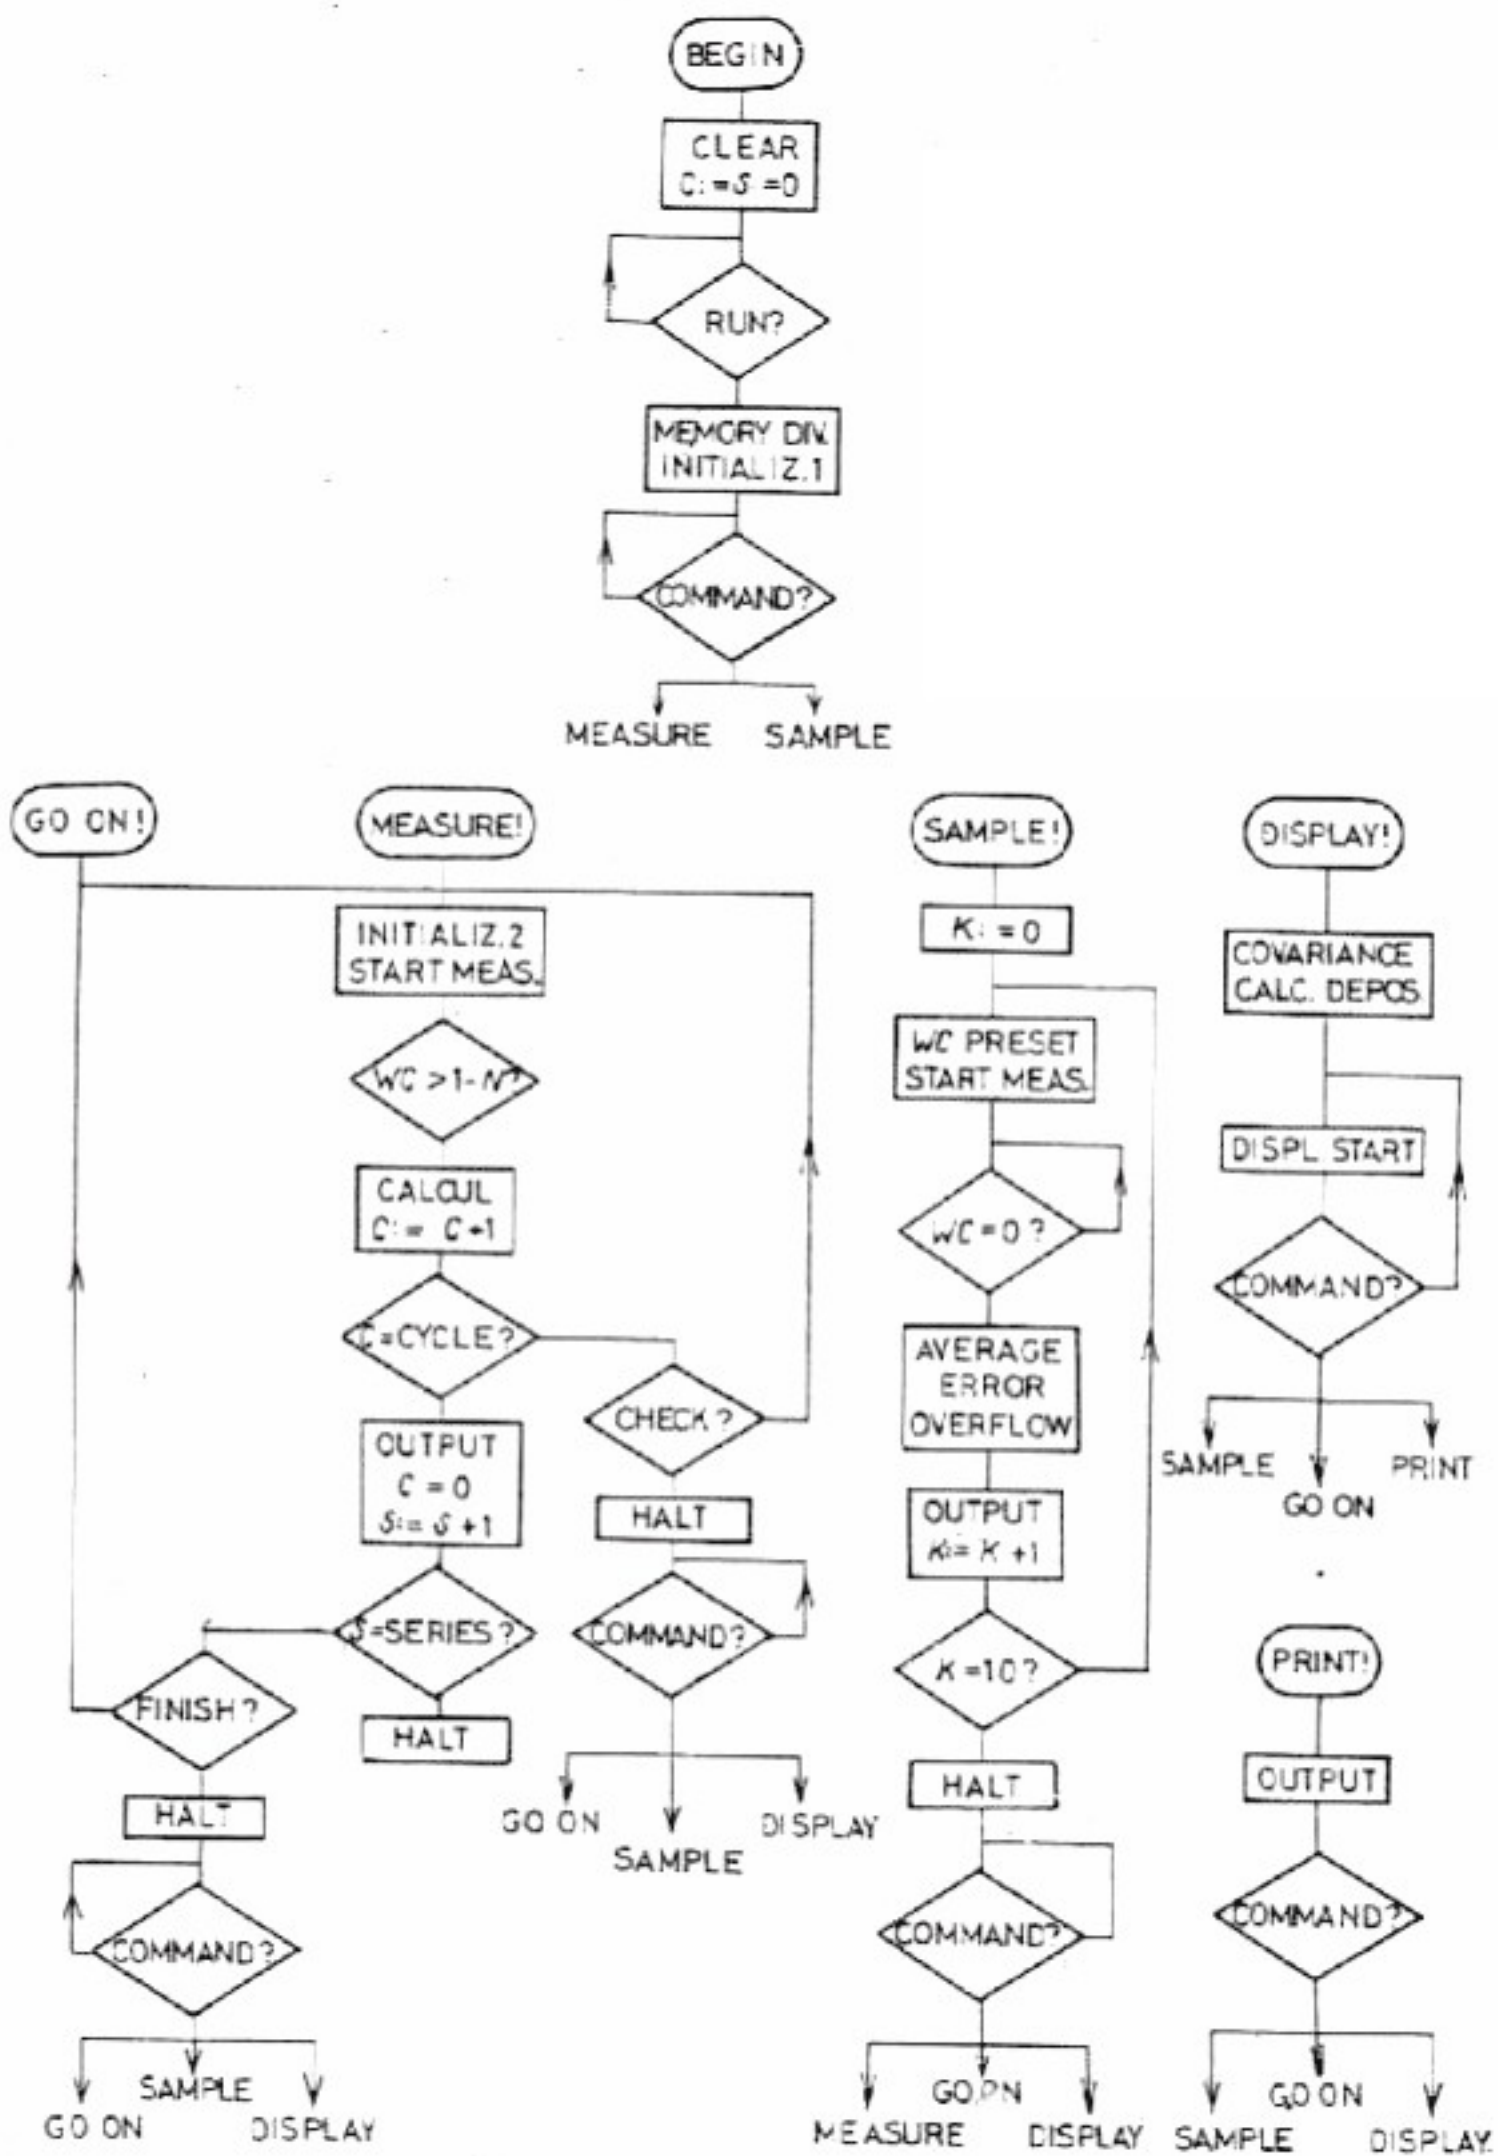 BEGIN
CLEAR
C:=S:=0
RUN?
MEMORY DIV.
INITIALIZ.1
COMMAND?
MEASURE
SAMPLE
GO ON!
INITIALIZ.2
START MEAS.
MEASURE!
WC>1-N?
CALCUL
C:= C+1
C=CYCLE?
CHECK?
OUTPUT
C=0
S:=S+1
HALT
COMMAND?
GO ON
SAMPLE
DISPLAY
S=SERIES?
HALT
FINISH?
HALT
COMMAND?
GO ON
SAMPLE
DISPLAY
SAMPLE!
K:=0
WC PRESET
START MEAS.
WC=0?
AVERAGE
ERROR
OVERFLOW
OUTPUT
K:=K+1
K=10?
HALT
COMMAND?
MEASURE
GO ON
DISPLAY
DISPLAY!
COVARIANCE
CALC. DEPOS.
DISPL. START
COMMAND?
SAMPLE
GO ON
PRINT
PRINT!
OUTPUT
COMMAND?
SAMPLE
GO ON
DISPLAY